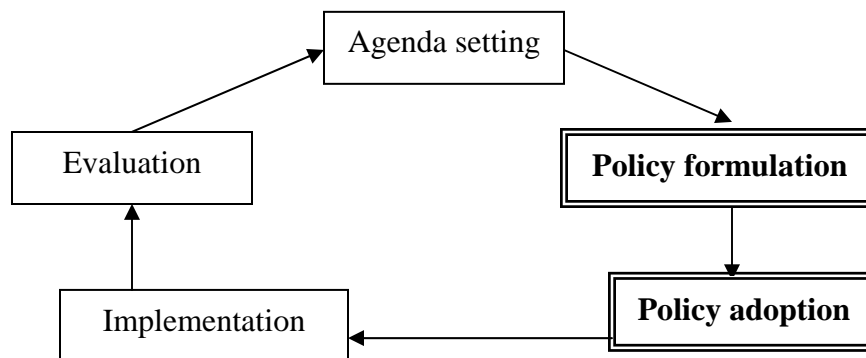 Agenda setting
Evaluation
Policy formulation
Implementation
Policy adoption